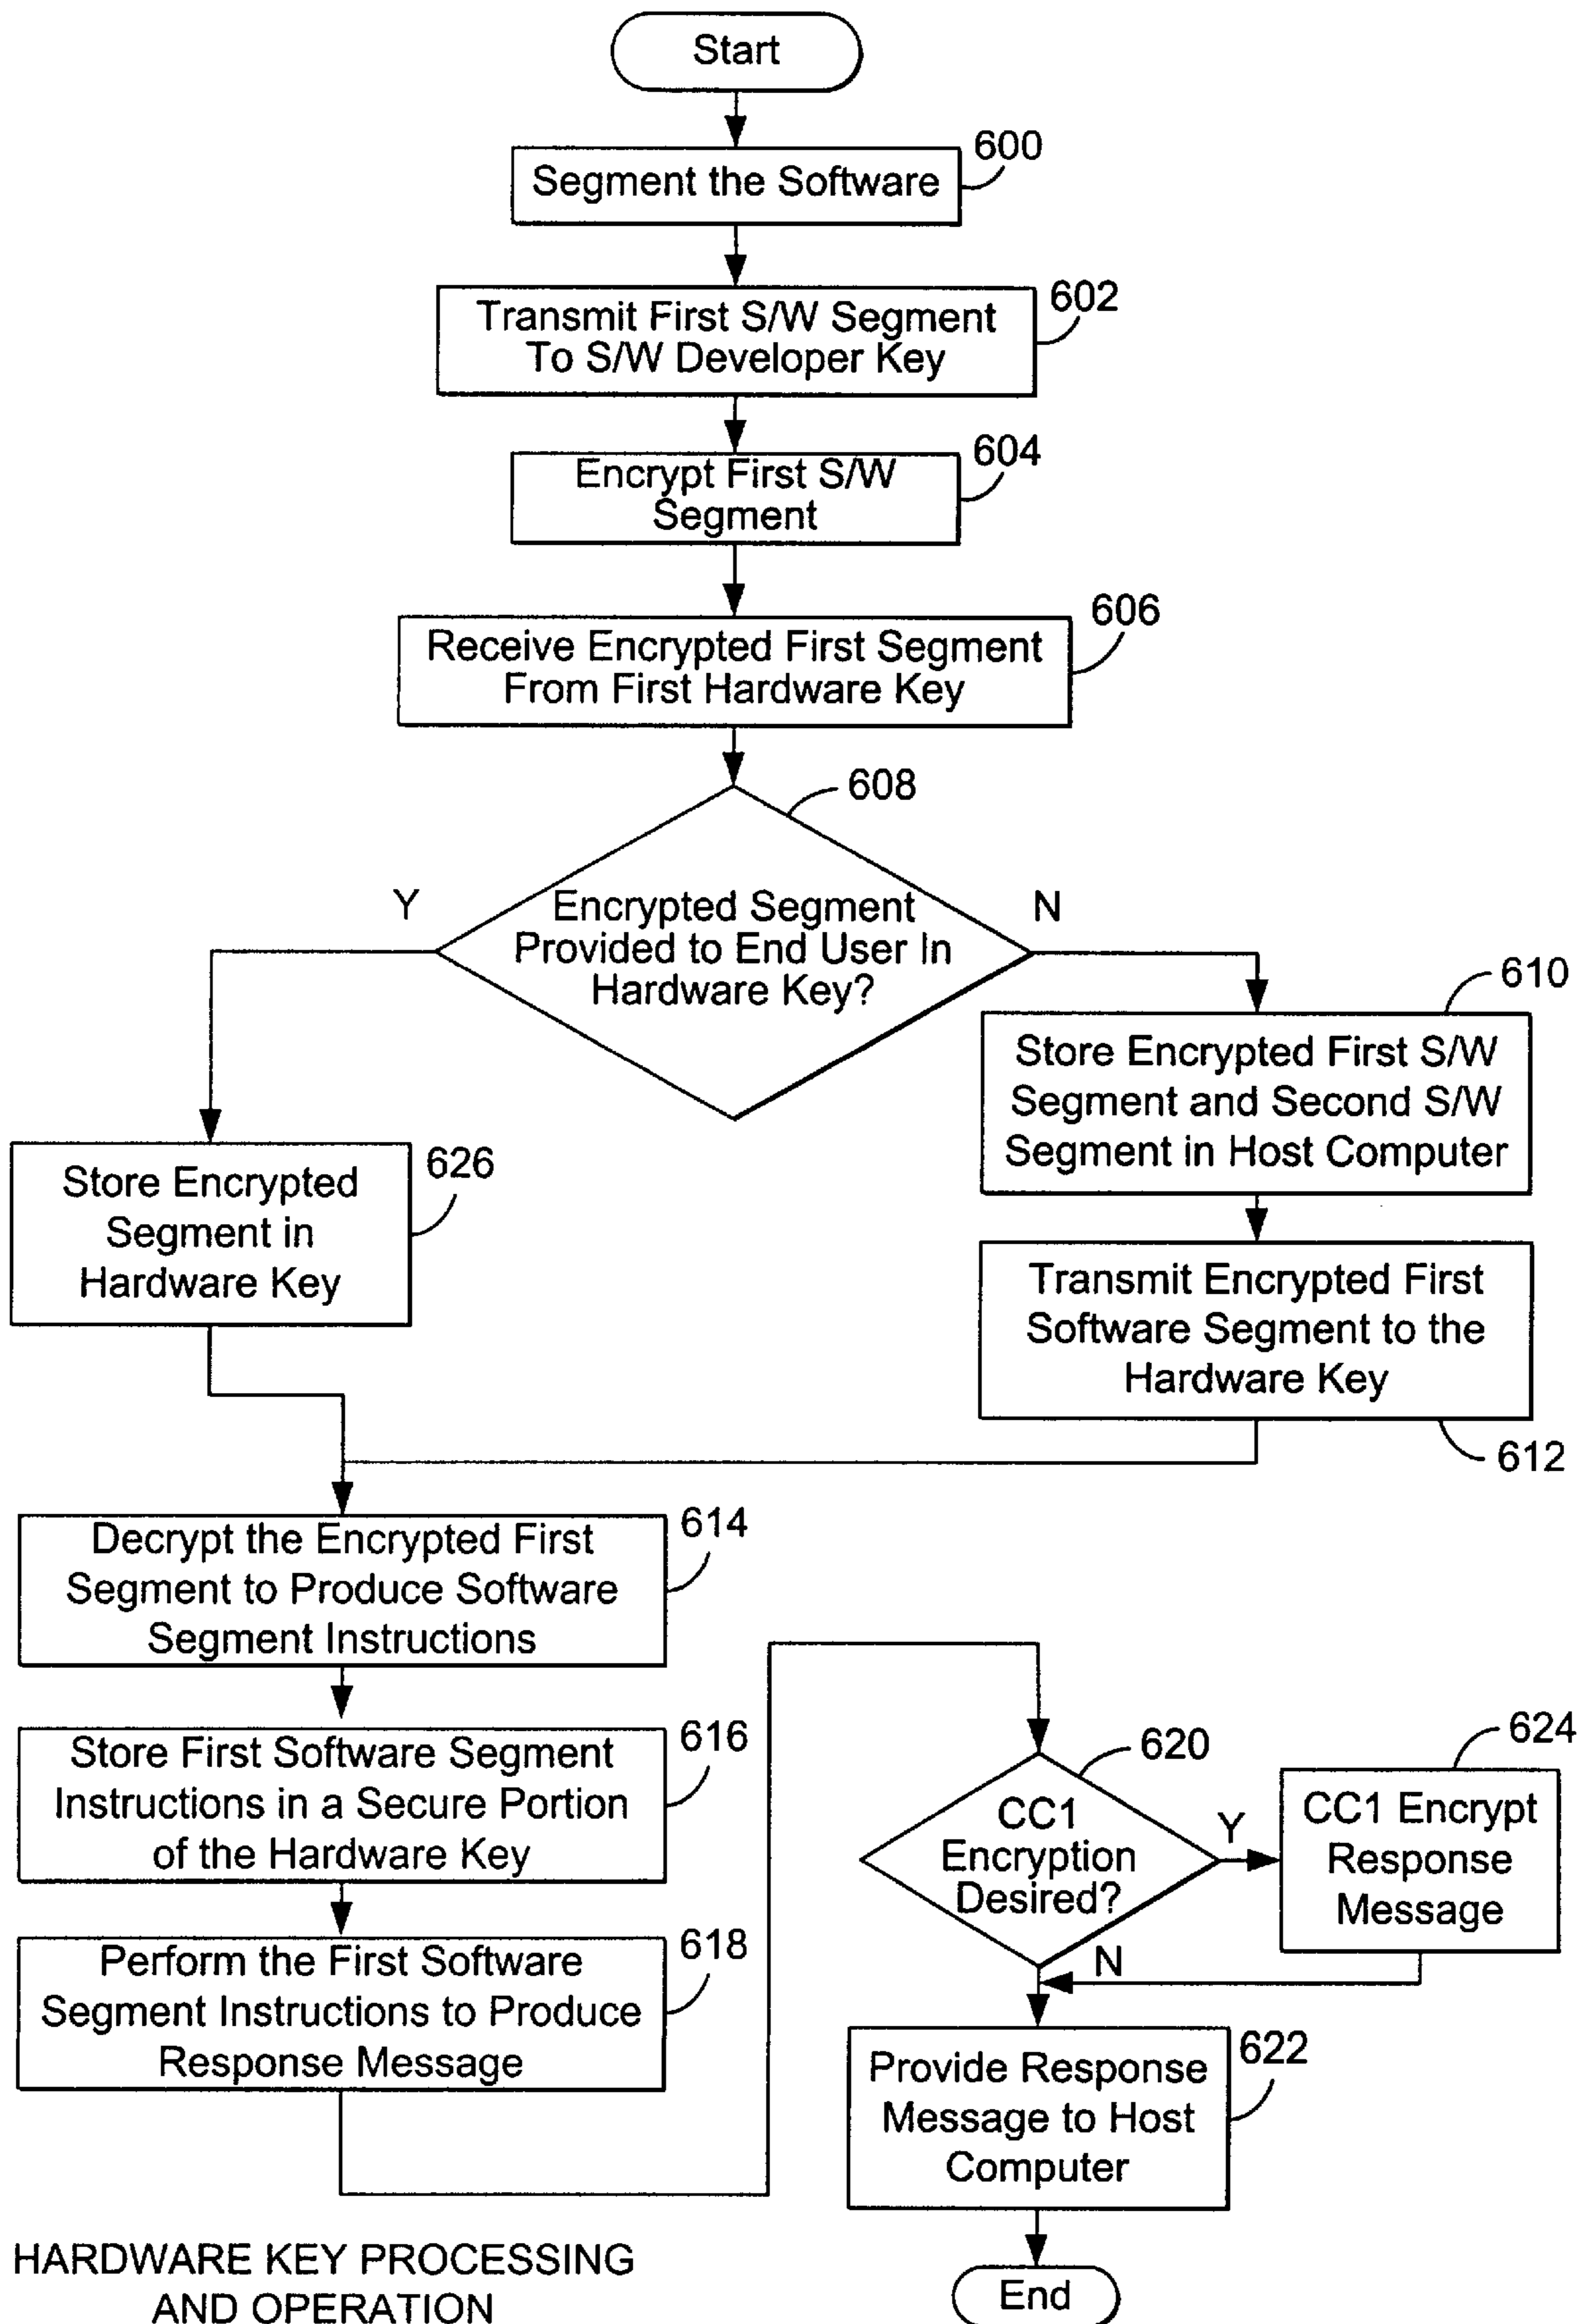 Start
600
Segment the Software
602
Transmit First S/W Segment
To S/W Developer Key
604
Encrypt First S/W
Segment
606
Receive Encrypted First Segment
From First Hardware Key
608
Y
Encrypted Segment
Provided to End User In
Hardware Key?
N
610
Store Encrypted First S/W
Segment and Second S/W
Segment in Host Computer
626
Store Encrypted
Segment in
Hardware Key
Transmit Encrypted First
Software Segment to the
Hardware Key
612
614
Decrypt the Encrypted First
Segment to Produce Software
Segment Instructions
616
Store First Software Segment
Instructions in a Secure Portion
of the Hardware Key
618
Perform the First Software
Segment Instructions to Produce
Response Message
620
CC1
Encryption
Desired?
Y
N
624
CC1 Encrypt
Response
Message
622
Provide Response
Message to Host
Computer
End
HARDWARE KEY PROCESSING
AND OPERATION